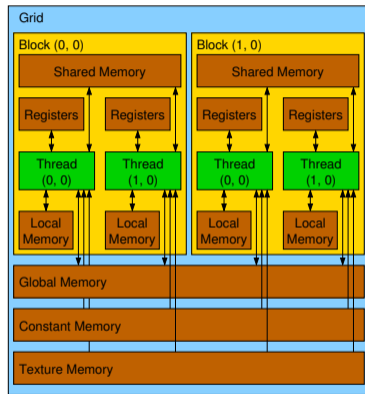 Grid
Block (0, 0)
Shared Memory
Registers
Registers
Thread
(0, 0)
Thread
(1, 0)
Local
Memory
Local
Memory
Block (1, 0)
Shared Memory
Registers
Registers
Thread
(0, 0)
Thread
(1, 0)
Local
Memory
Local
Memory
Global Memory
Constant Memory
Texture Memory